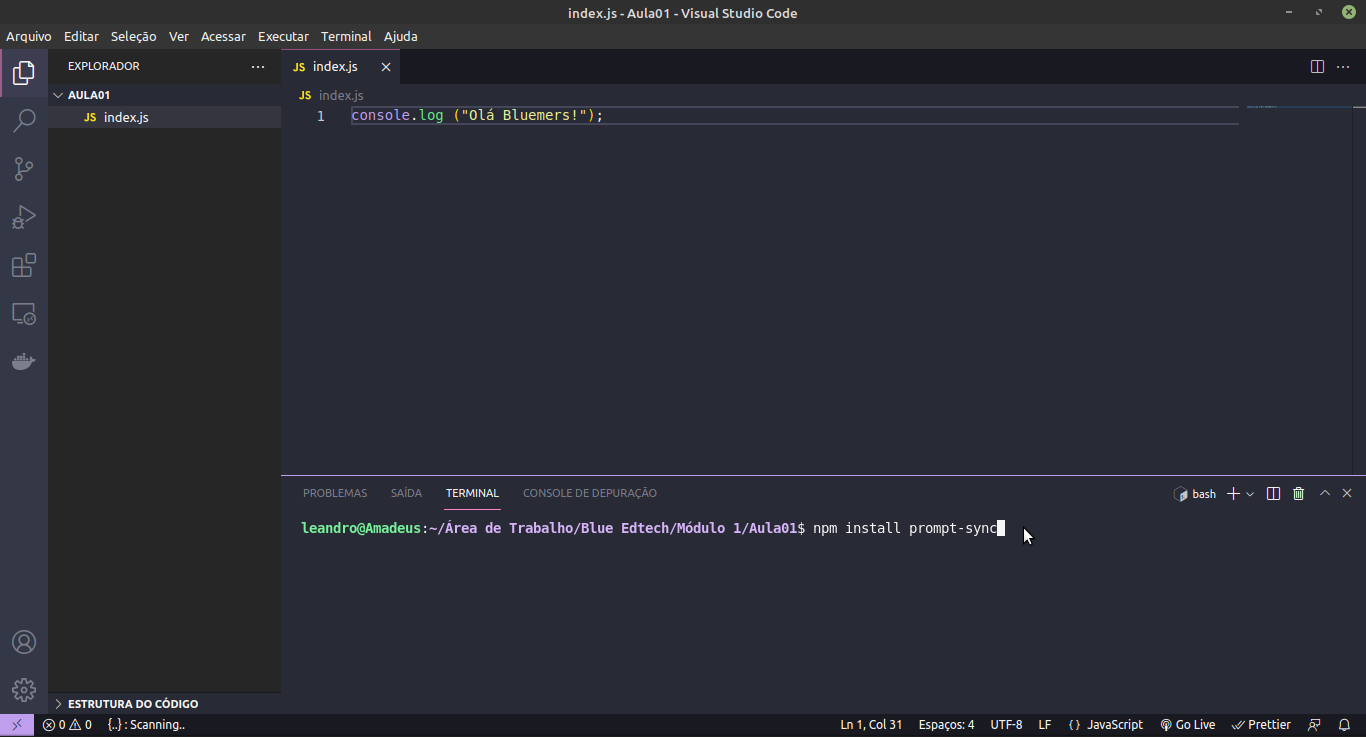 index.js - Aula01 - Visual Studio Code
Arquivo Editar Seleção Ver Acessar Executar Terminal Ajuda
EXPLORADOR
AULA01
JS index.js
JS index.js
JS index.js
1 console.log ("Olá Bluemers!");
PROBLEMAS SAÍDA TERMINAL CONSOLE DE DEPURAÇÃO
bash
leandro@Amadeus:~/Área de Trabalho/Blue Edtech/Módulo 1/Aula01$ npm install prompt-sync
ESTRUTURA DO CÓDIGO
0 0 {..} : Scanning.. Ln 1, Col 31 Espaços: 4 UTF-8 LF {} JavaScript Go Live Prettier